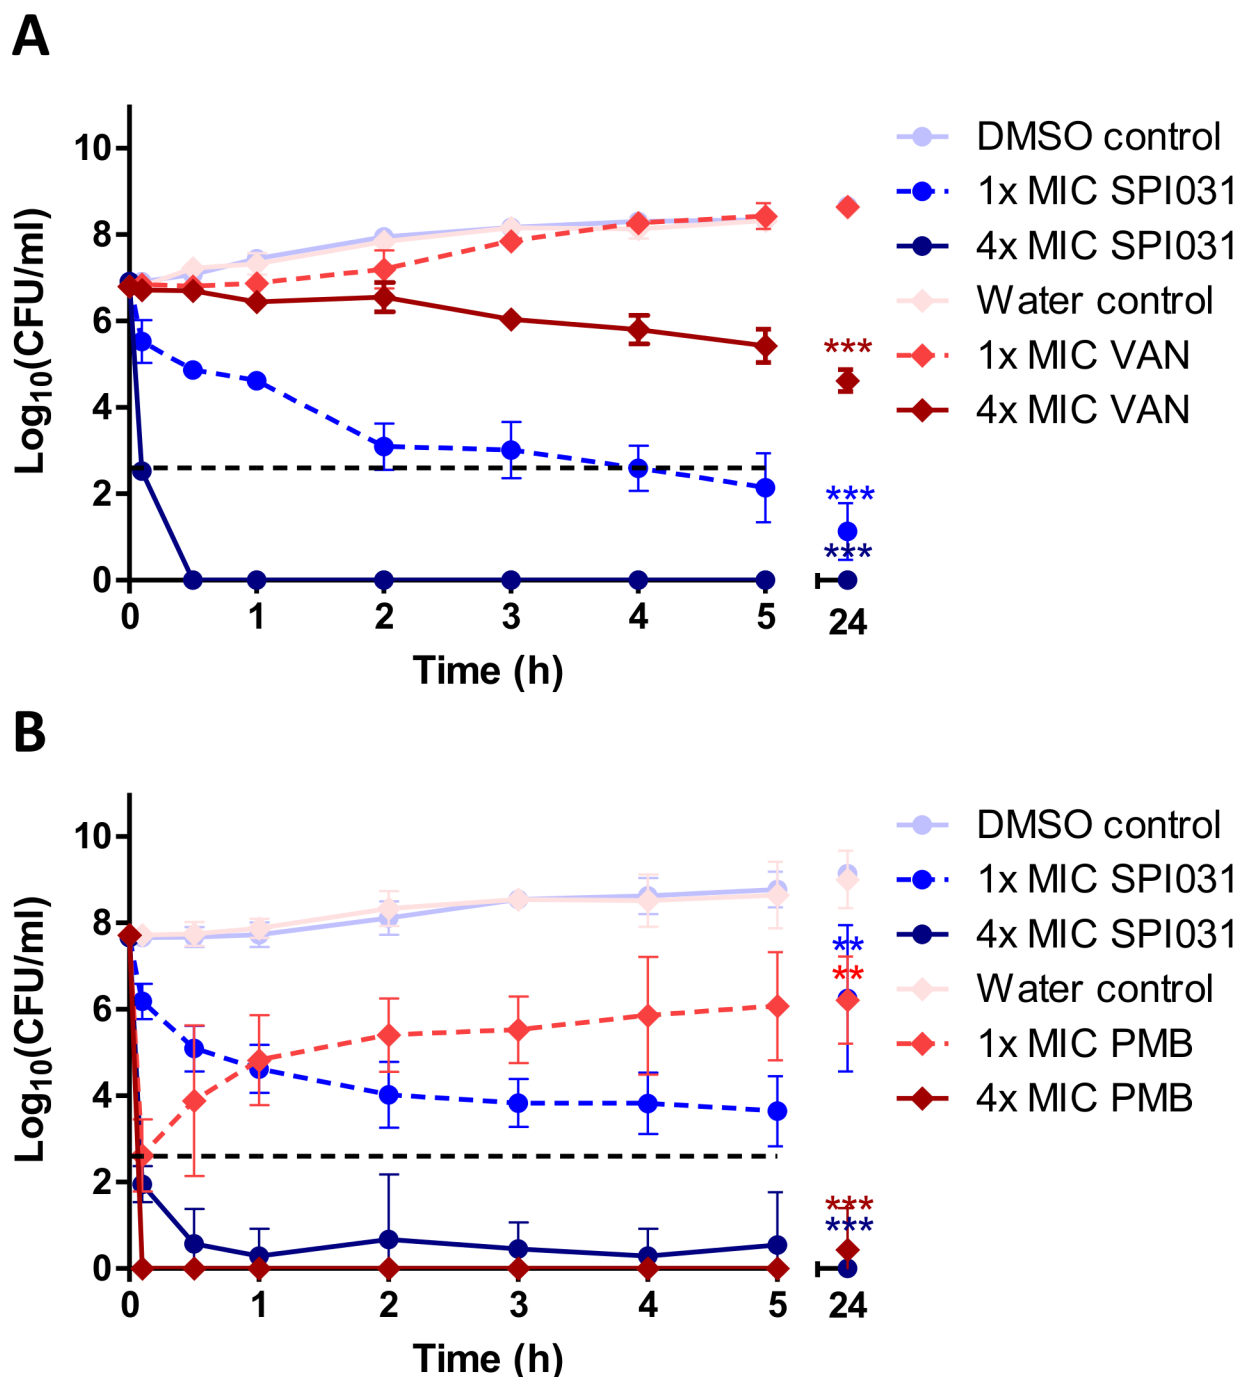 A
10
8
6
4
2
0
Log10(CFU/ml)
0 1 2 3 4 5 24
Time (h)
***
***
***
DMSO control
1x MIC SPI031
4x MIC SPI031
Water control
1x MIC VAN
4x MIC VAN
B
10
8
6
4
2
0
Log10(CFU/ml)
0 1 2 3 4 5 24
Time (h)
**
**
***
***
DMSO control
1x MIC SPI031
4x MIC SPI031
Water control
1x MIC PMB
4x MIC PMB